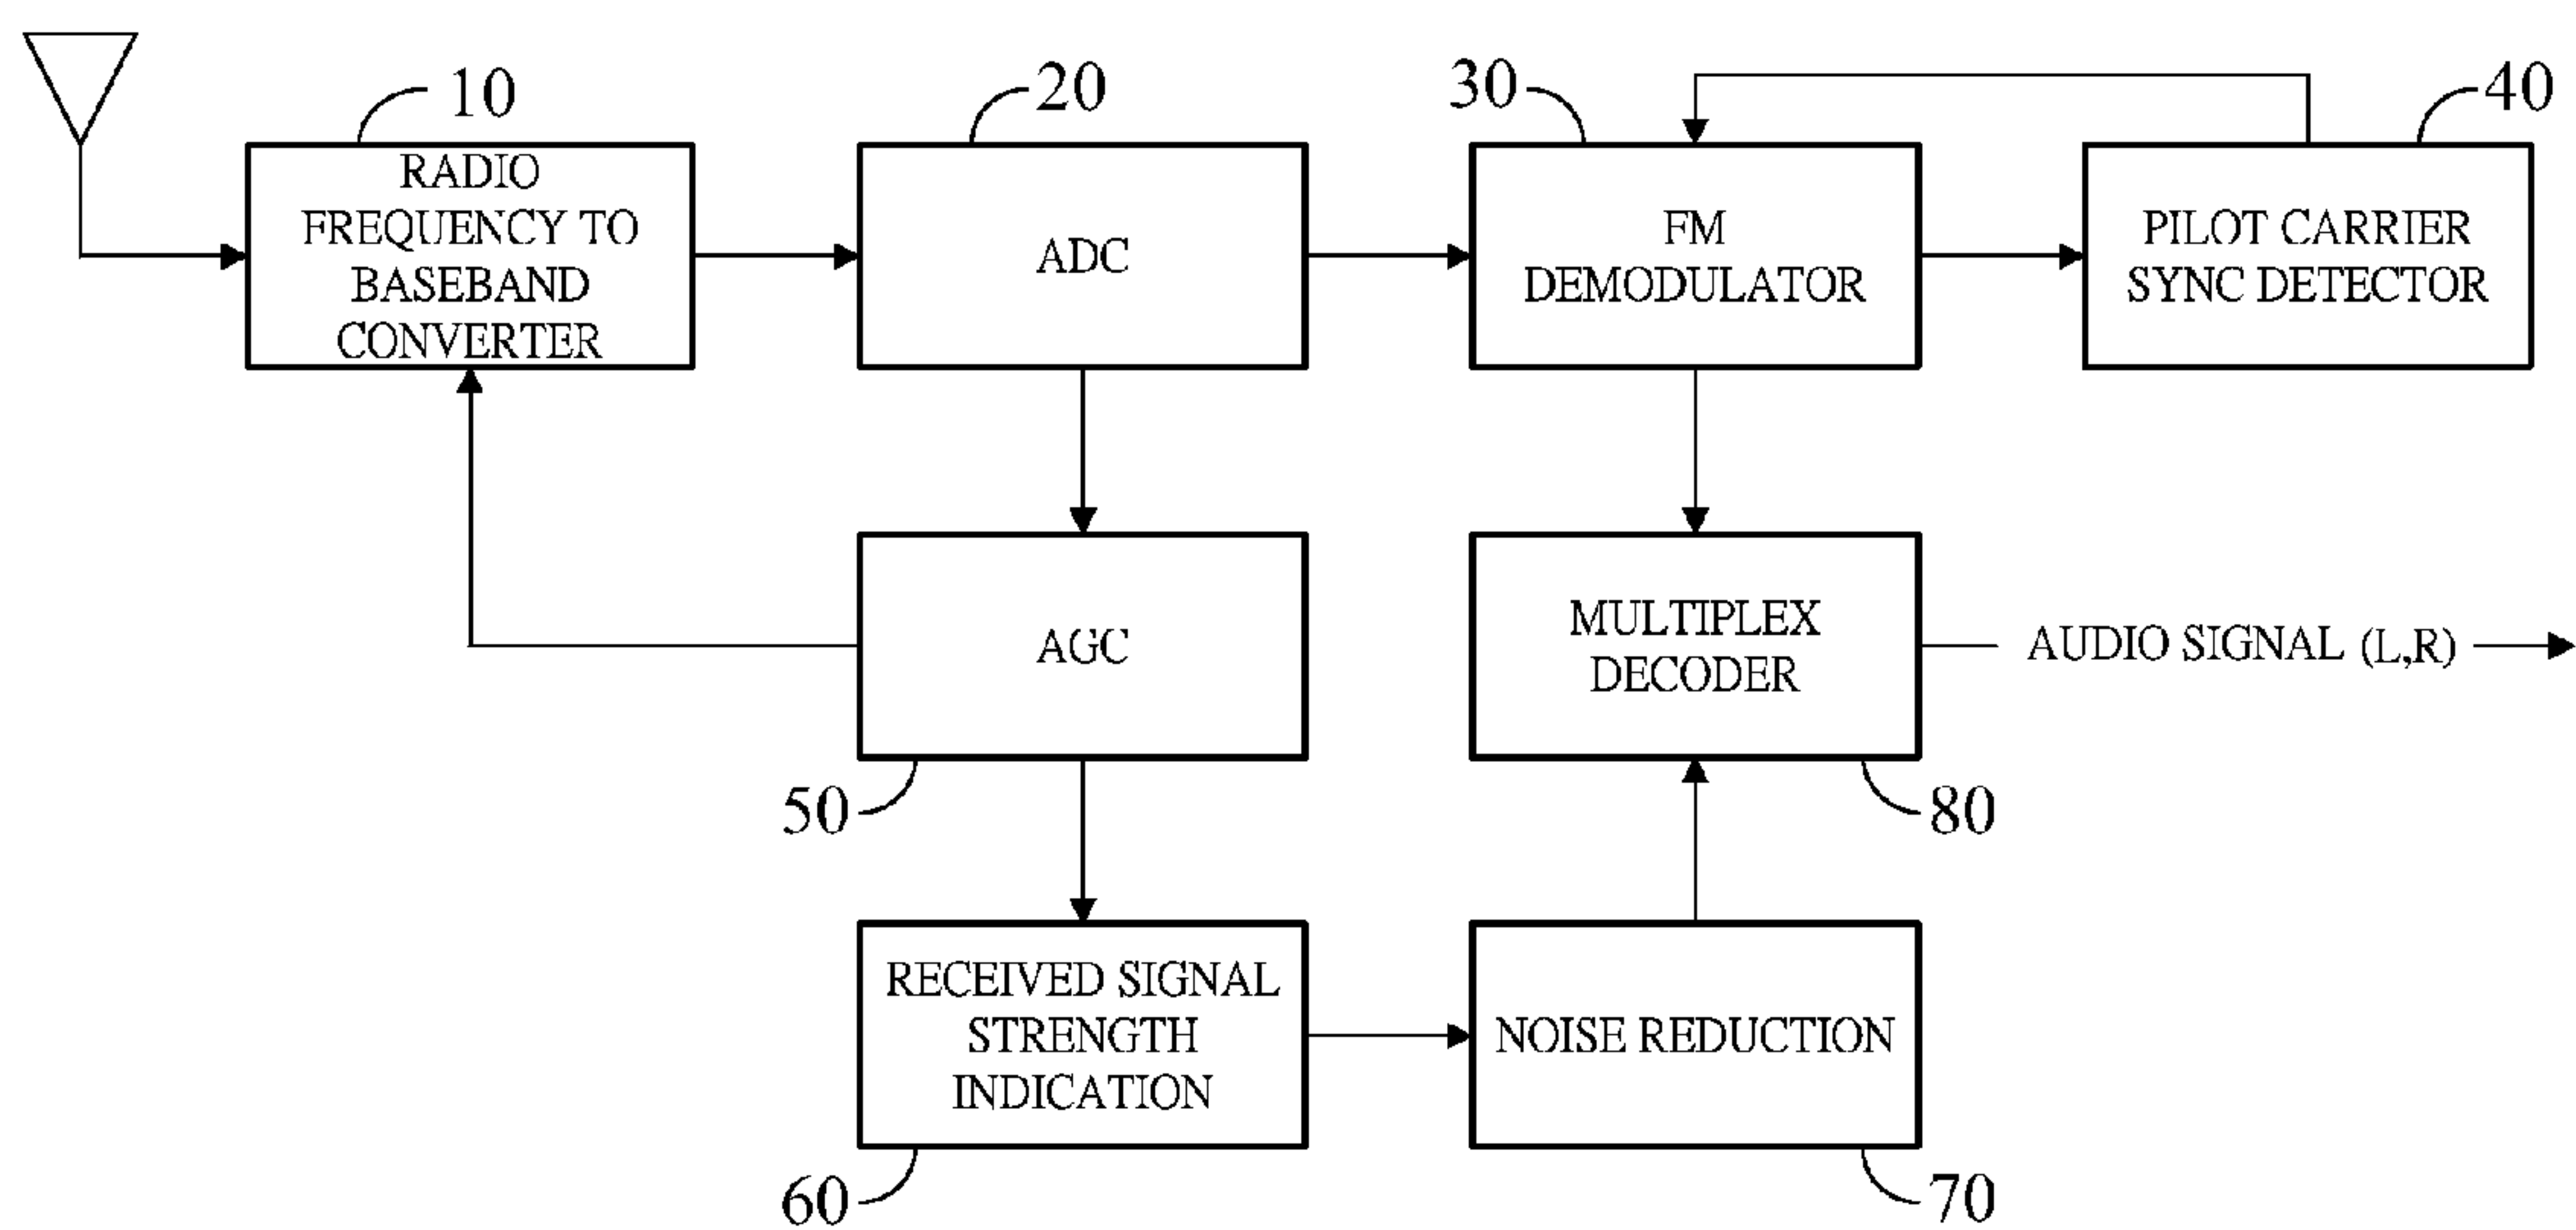 10
20
30
40
RADIO
FREQUENCY TO
BASEBAND
CONVERTER
ADC
FM
DEMODULATOR
PILOT CARRIER
SYNC DETECTOR
AGC
MULTIPLEX
DECODER
AUDIO SIGNAL (L,R)
50
80
RECEIVED SIGNAL
STRENGTH
INDICATION
NOISE REDUCTION
60
70